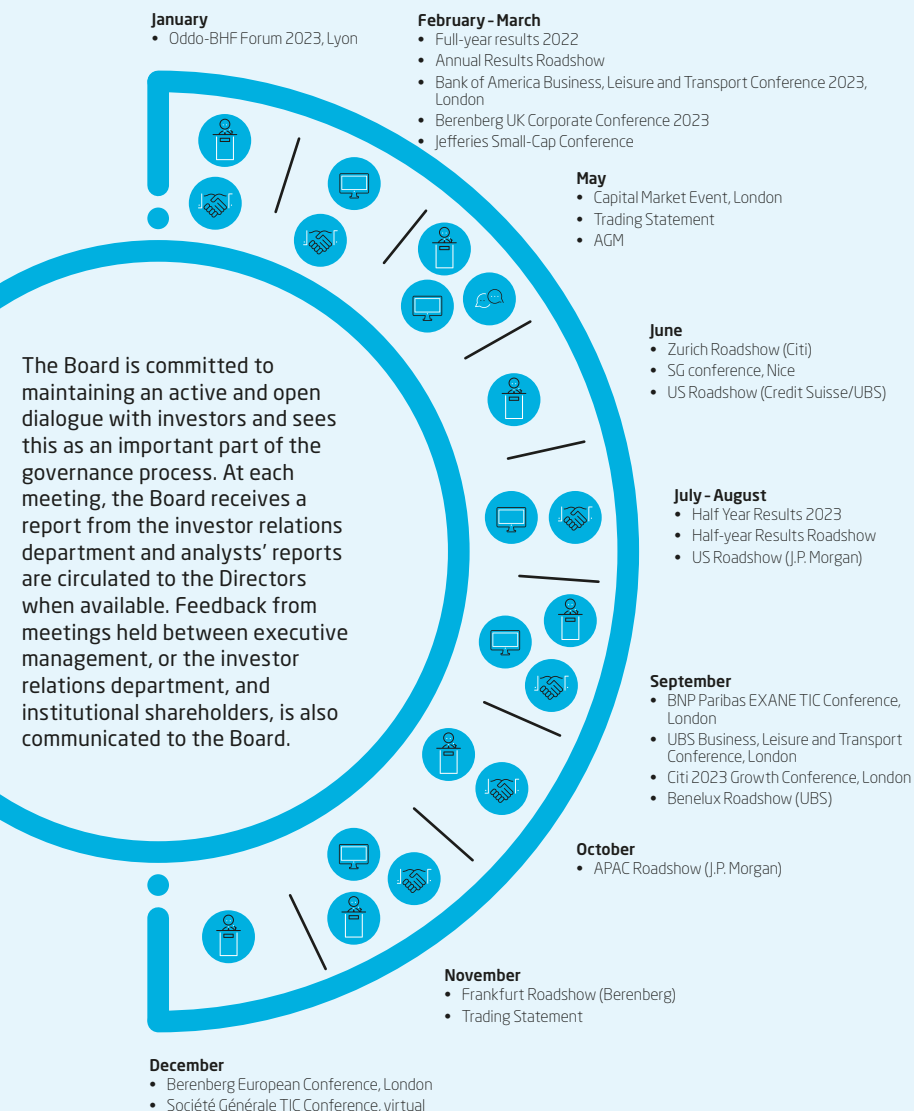 January
• Oddo-BHF Forum 2023, Lyon
February – March
• Full-year results 2022
• Annual Results Roadshow
• Bank of America Business, Leisure and Transport Conference 2023,
London
• Berenberg UK Corporate Conference 2023
• Jefferies Small-Cap Conference
May
• Capital Market Event, London
• Trading Statement
• AGM
June
• Zurich Roadshow (Citi)
• SG conference, Nice
• US Roadshow (Credit Suisse/UBS)
The Board is committed to
maintaining an active and open
dialogue with investors and sees
this as an important part of the
governance process. At each
meeting, the Board receives a
report from the investor relations
department and analysts’ reports
are circulated to the Directors
when available. Feedback from
meetings held between executive
management, or the investor
relations department, and
institutional shareholders, is also
communicated to the Board.
July – August
• Half Year Results 2023
• Half-year Results Roadshow
• US Roadshow (J.P. Morgan)
September
• BNP Paribas EXANE TIC Conference,
London
• UBS Business, Leisure and Transport
Conference, London
• Citi 2023 Growth Conference, London
• Benelux Roadshow (UBS)
October
• APAC Roadshow (J.P. Morgan)
November
• Frankfurt Roadshow (Berenberg)
• Trading Statement
December
• Berenberg European Conference, London
• Société Générale TIC Conference, virtual